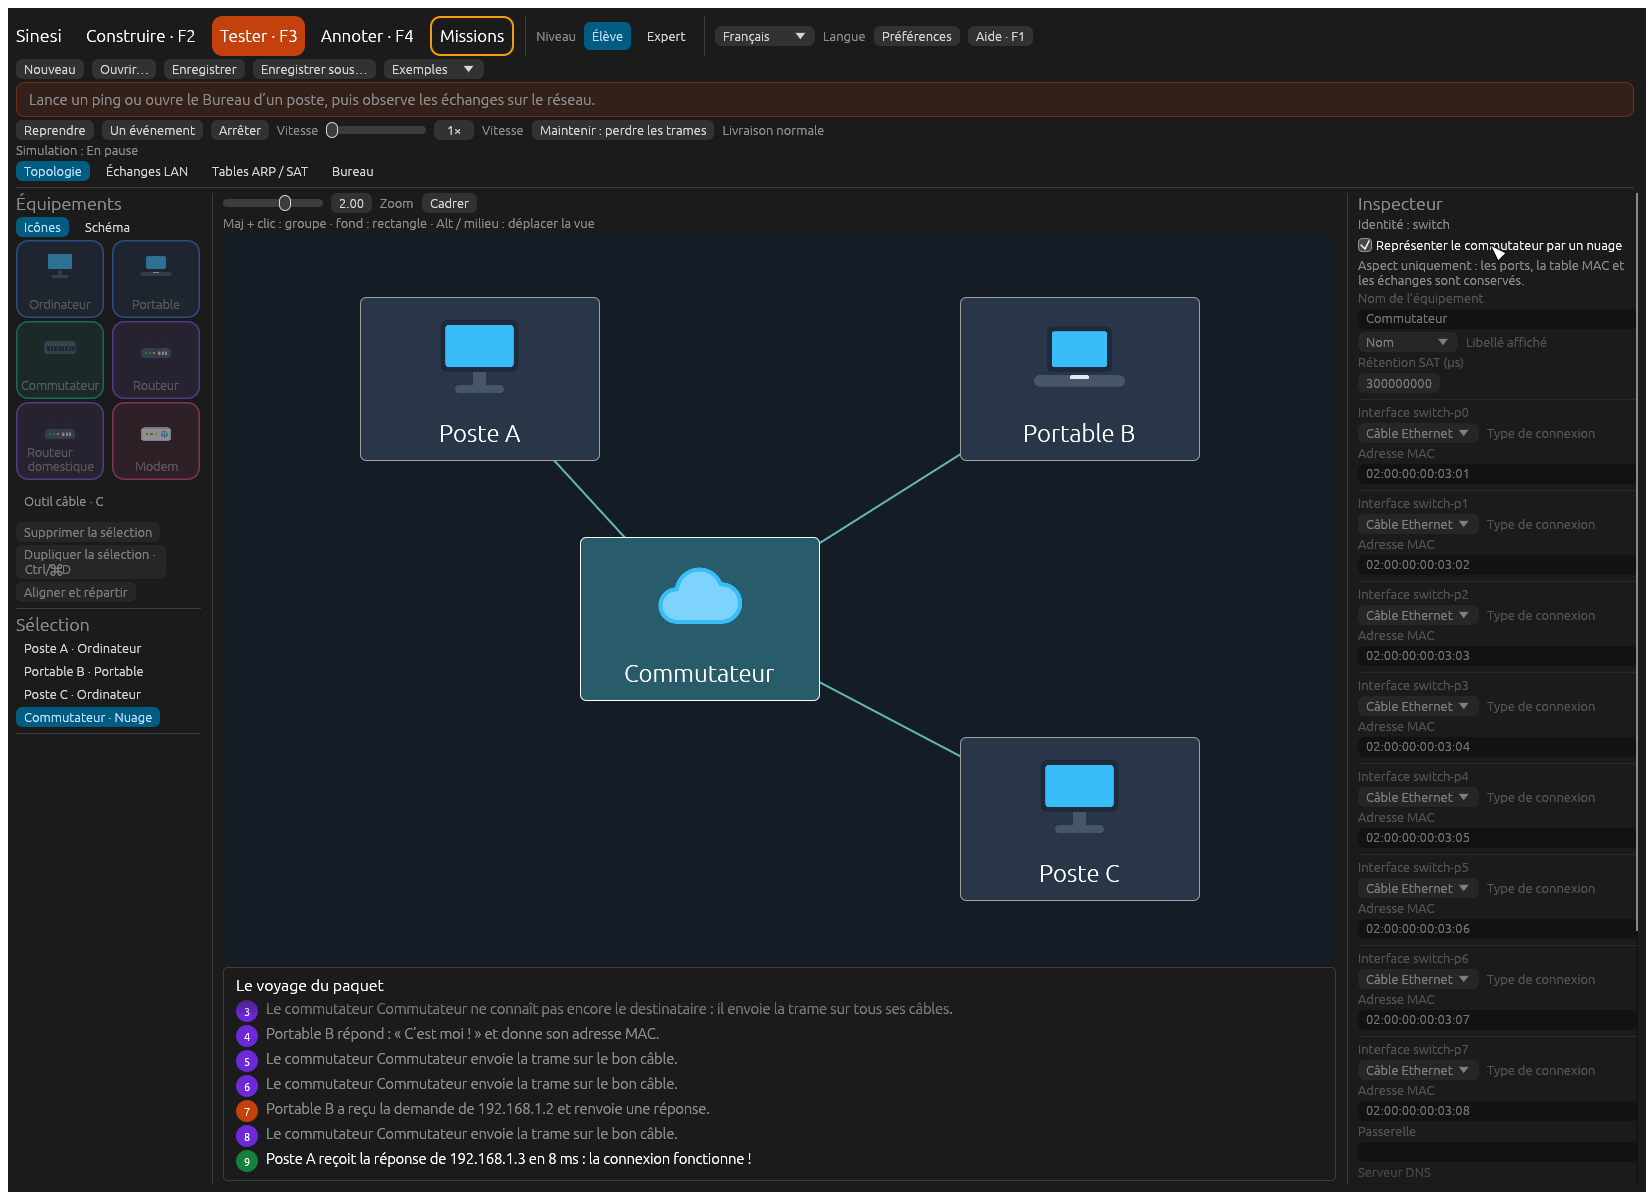 Sinesi Construire · F2 Tester · F3 Annoter · F4 Missions Niveau Élève Expert Français Langue Préférences Aide · F1
Nouveau Ouvrir… Enregistrer Enregistrer sous… Exemples
Lance un ping ou ouvre le Bureau d’un poste, puis observe les échanges sur le réseau.
Reprendre Un événement Arrêter Vitesse 1× Vitesse Maintenir : perdre les trames Livraison normale
Simulation : En pause
Topologie Échanges LAN Tables ARP / SAT Bureau
Équipements
Icônes Schéma
Ordinateur Portable
Commutateur Routeur
Routeur domestique Modem
Outil câble · C
Supprimer la sélection
Dupliquer la sélection ·
Ctrl/⌘D
Aligner et répartir
Sélection
Poste A · Ordinateur
Portable B · Portable
Poste C · Ordinateur
Commutateur · Nuage
2.00 Zoom Cadrer
Maj + clic : groupe · fond : rectangle · Alt / milieu : déplacer la vue
Poste A
Portable B
Commutateur
Poste C
Le voyage du paquet
3 Le commutateur Commutateur ne connaît pas encore le destinataire : il envoie la trame sur tous ses câbles.
4 Portable B répond : « C’est moi ! » et donne son adresse MAC.
5 Le commutateur Commutateur envoie la trame sur le bon câble.
6 Le commutateur Commutateur envoie la trame sur le bon câble.
7 Portable B a reçu la demande de 192.168.1.2 et renvoie une réponse.
8 Le commutateur Commutateur envoie la trame sur le bon câble.
9 Poste A reçoit la réponse de 192.168.1.3 en 8 ms : la connexion fonctionne !
Inspecteur
Identité : switch
Représenter le commutateur par un nuage
Aspect uniquement : les ports, la table MAC et
les échanges sont conservés.
Nom de l’équipement
Commutateur
Nom Libellé affiché
Rétention SAT (µs)
300000000
Interface switch-p0
Câble Ethernet Type de connexion
Adresse MAC
02:00:00:00:03:01
Interface switch-p1
Câble Ethernet Type de connexion
Adresse MAC
02:00:00:00:03:02
Interface switch-p2
Câble Ethernet Type de connexion
Adresse MAC
02:00:00:00:03:03
Interface switch-p3
Câble Ethernet Type de connexion
Adresse MAC
02:00:00:00:03:04
Interface switch-p4
Câble Ethernet Type de connexion
Adresse MAC
02:00:00:00:03:05
Interface switch-p5
Câble Ethernet Type de connexion
Adresse MAC
02:00:00:00:03:06
Interface switch-p6
Câble Ethernet Type de connexion
Adresse MAC
02:00:00:00:03:07
Interface switch-p7
Câble Ethernet Type de connexion
Adresse MAC
02:00:00:00:03:08
Passerelle
Serveur DNS